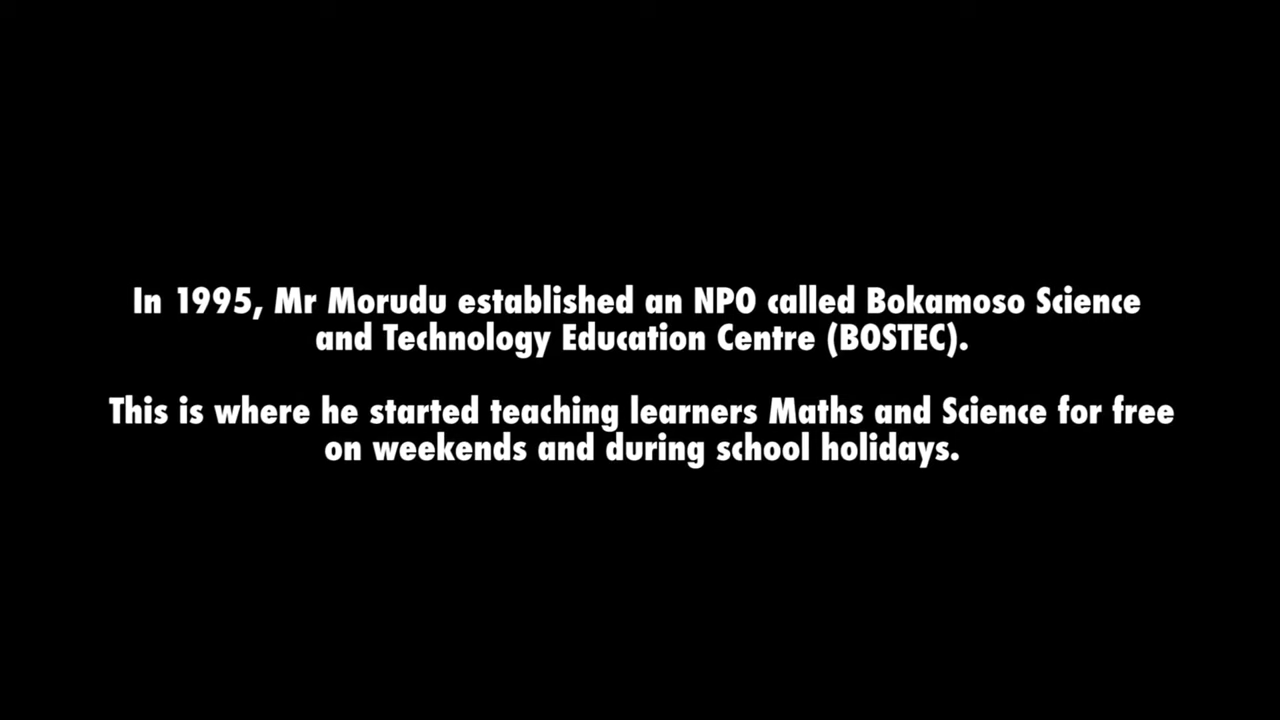 In 1995, Mr Morudu established an NPO called Bokamoso Science
and Technology Education Centre (BOSTEC).
This is where he started teaching learners Maths and Science for free
on weekends and during school holidays.